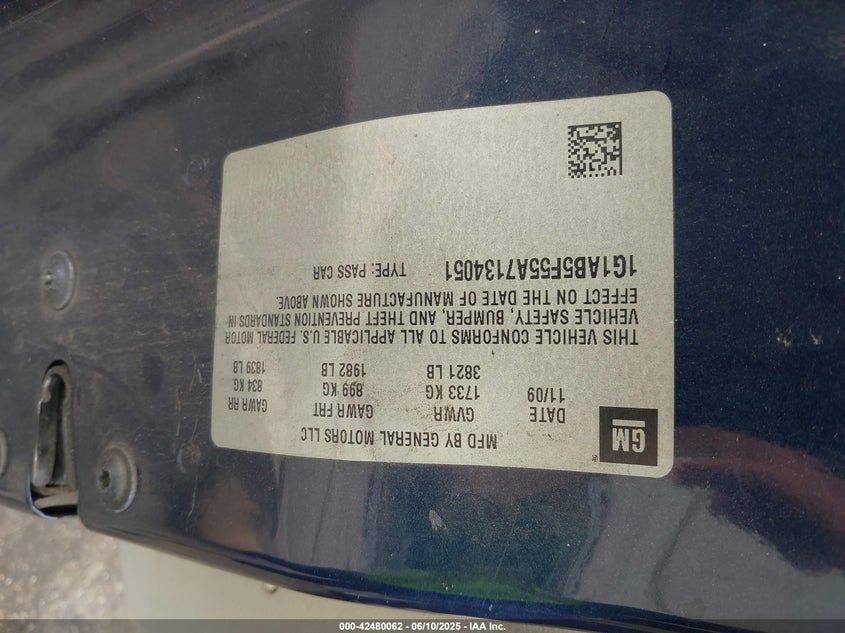 GM
MFD BY GENERAL MOTORS LLC
DATE GVWR GAWR FRT GAWR RR
11/09 1733 KG 899 KG 834 KG
3821 LB 1982 LB 1839 LB
THIS VEHICLE CONFORMS TO ALL APPLICABLE U.S. FEDERAL MOTOR
VEHICLE SAFETY, BUMPER, AND THEFT PREVENTION STANDARDS IN
EFFECT ON THE DATE OF MANUFACTURE SHOWN ABOVE.
1G1AB5F55A7134051 TYPE: PASS CAR
000-42480062 - 06/10/2025 - IAA Inc.